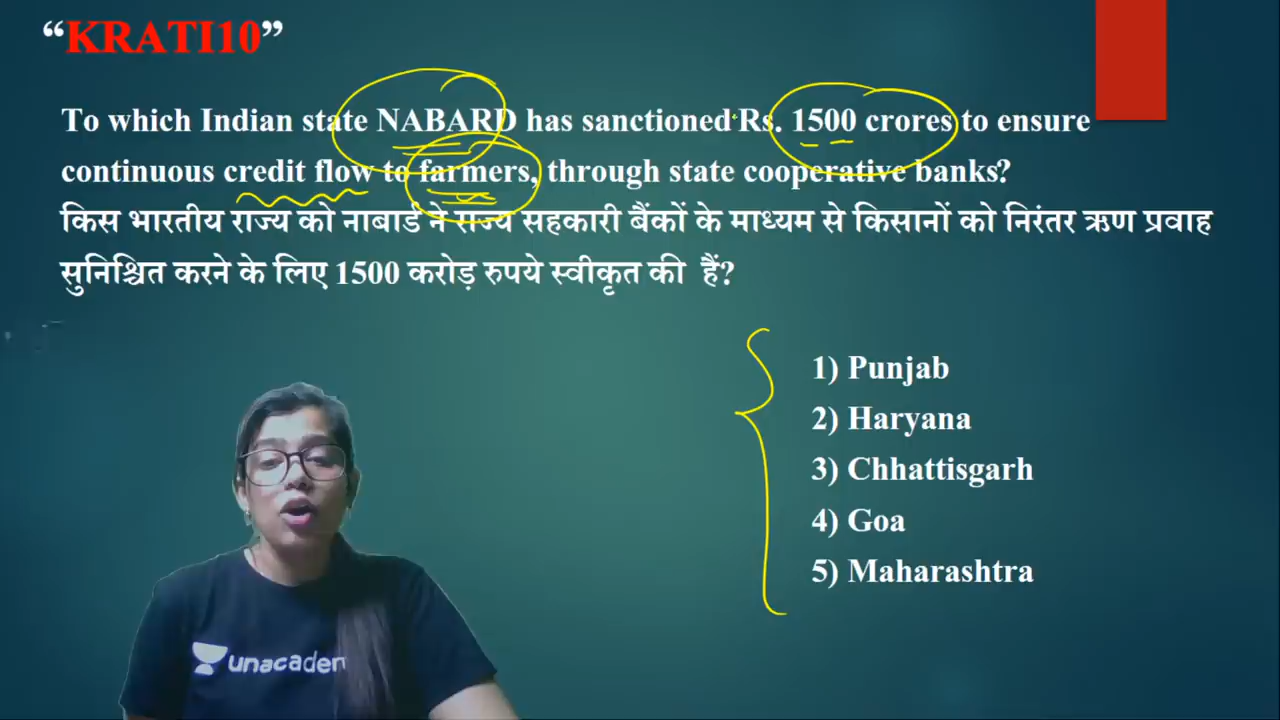 “KRATI10”
To which Indian state NABARD has sanctioned Rs. 1500 crores to ensure
continuous credit flow to farmers, through state cooperative banks?
किस भारतीय राज्य को नाबार्ड ने राज्य सहकारी बैंकों के माध्यम से किसानों को निरंतर ऋण प्रवाह
सुनिश्चित करने के लिए 1500 करोड़ रुपये स्वीकृत की हैं?
1) Punjab
2) Haryana
3) Chhattisgarh
4) Goa
5) Maharashtra
unacadem